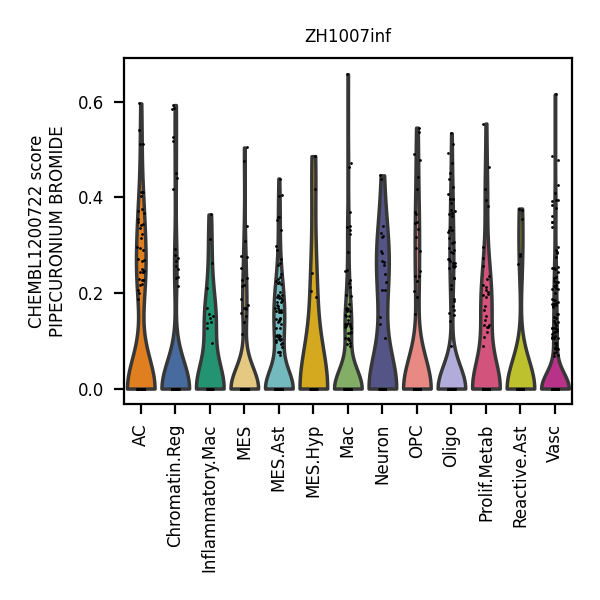 ZH1007inf
CHEMBL1200722 score
PIPECURONIUM BROMIDE
0.6
0.4
0.2
0.0
AC
Chromatin.Reg
Inflammatory.Mac
MES
MES.Ast
MES.Hyp
Mac
Neuron
OPC
Oligo
Prolif.Metab
Reactive.Ast
Vasc